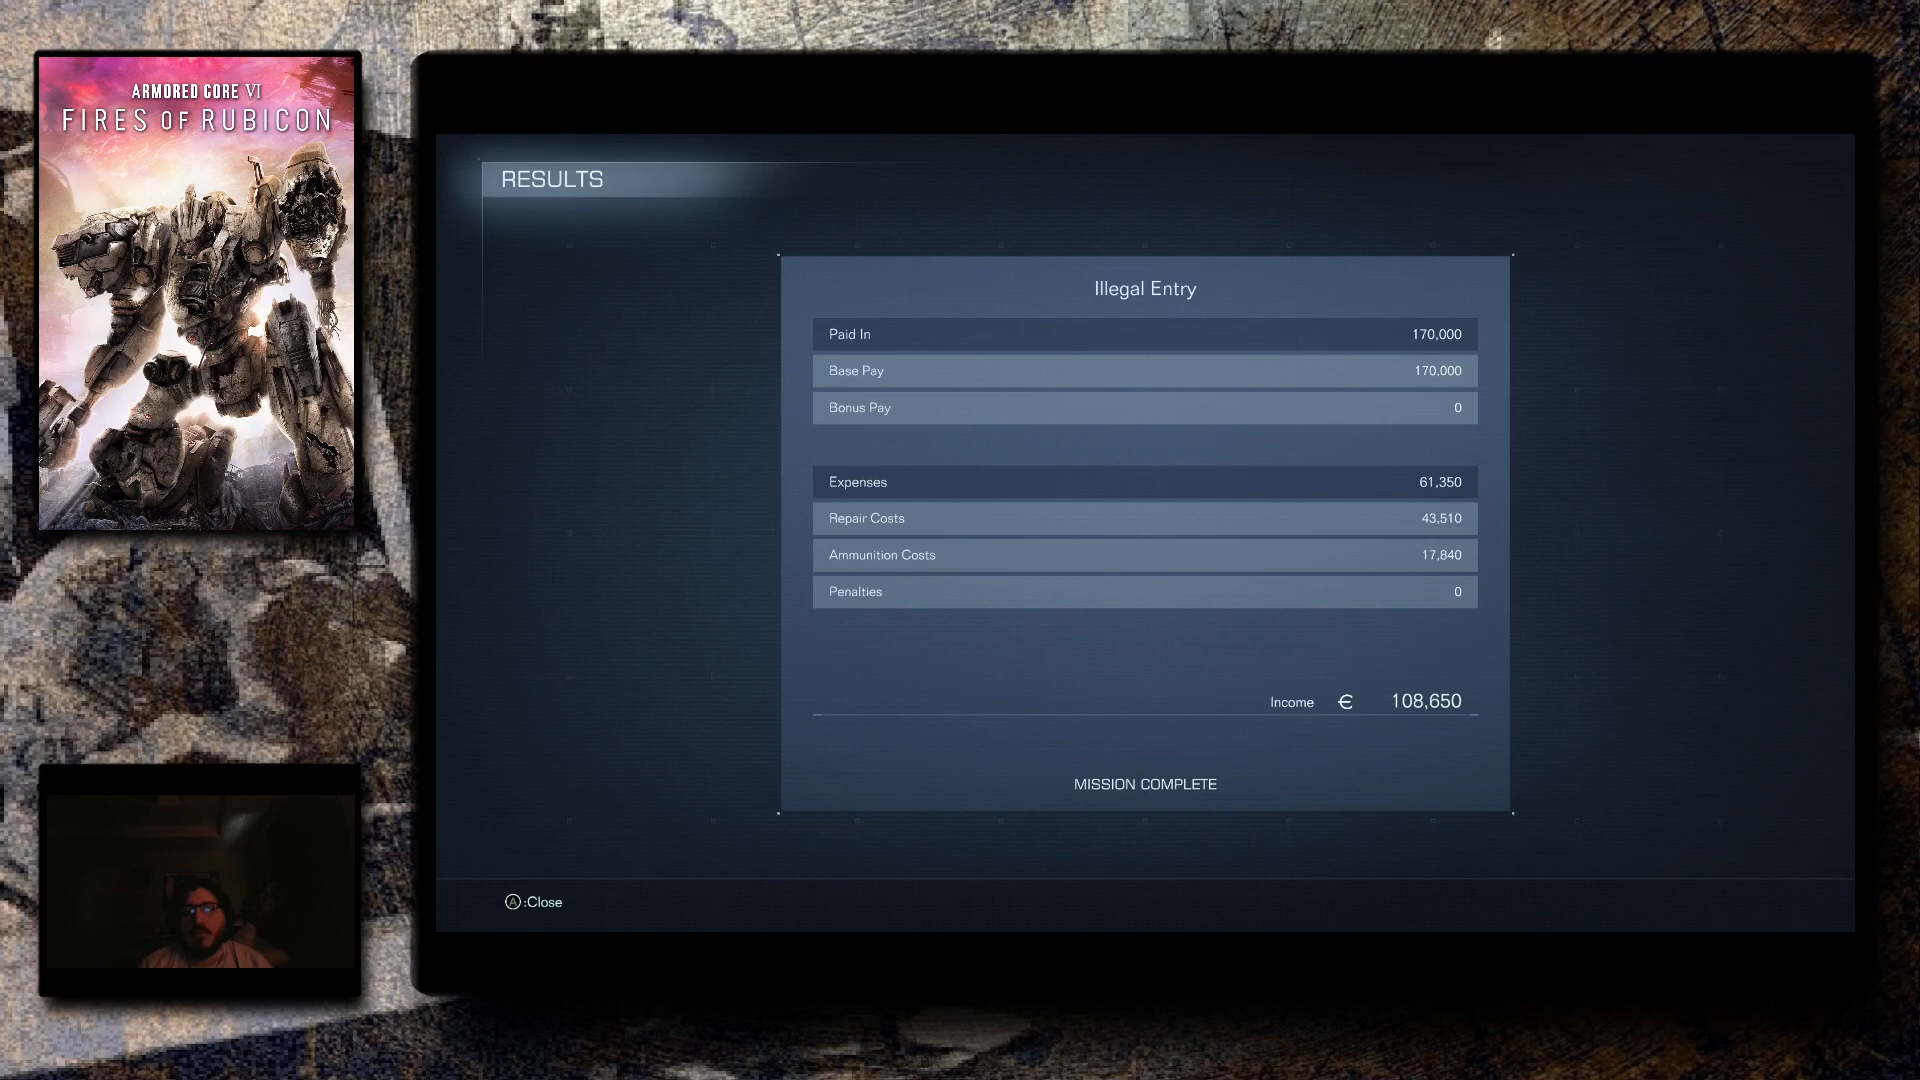 ARMORED CORE VI
FIRES OF RUBICON
RESULTS
Illegal Entry
Paid In 170,000
Base Pay 170,000
Bonus Pay 0
Expenses 61,350
Repair Costs 43,510
Ammunition Costs 17,840
Penalties 0
Income € 108,650
MISSION COMPLETE
Ⓐ:Close